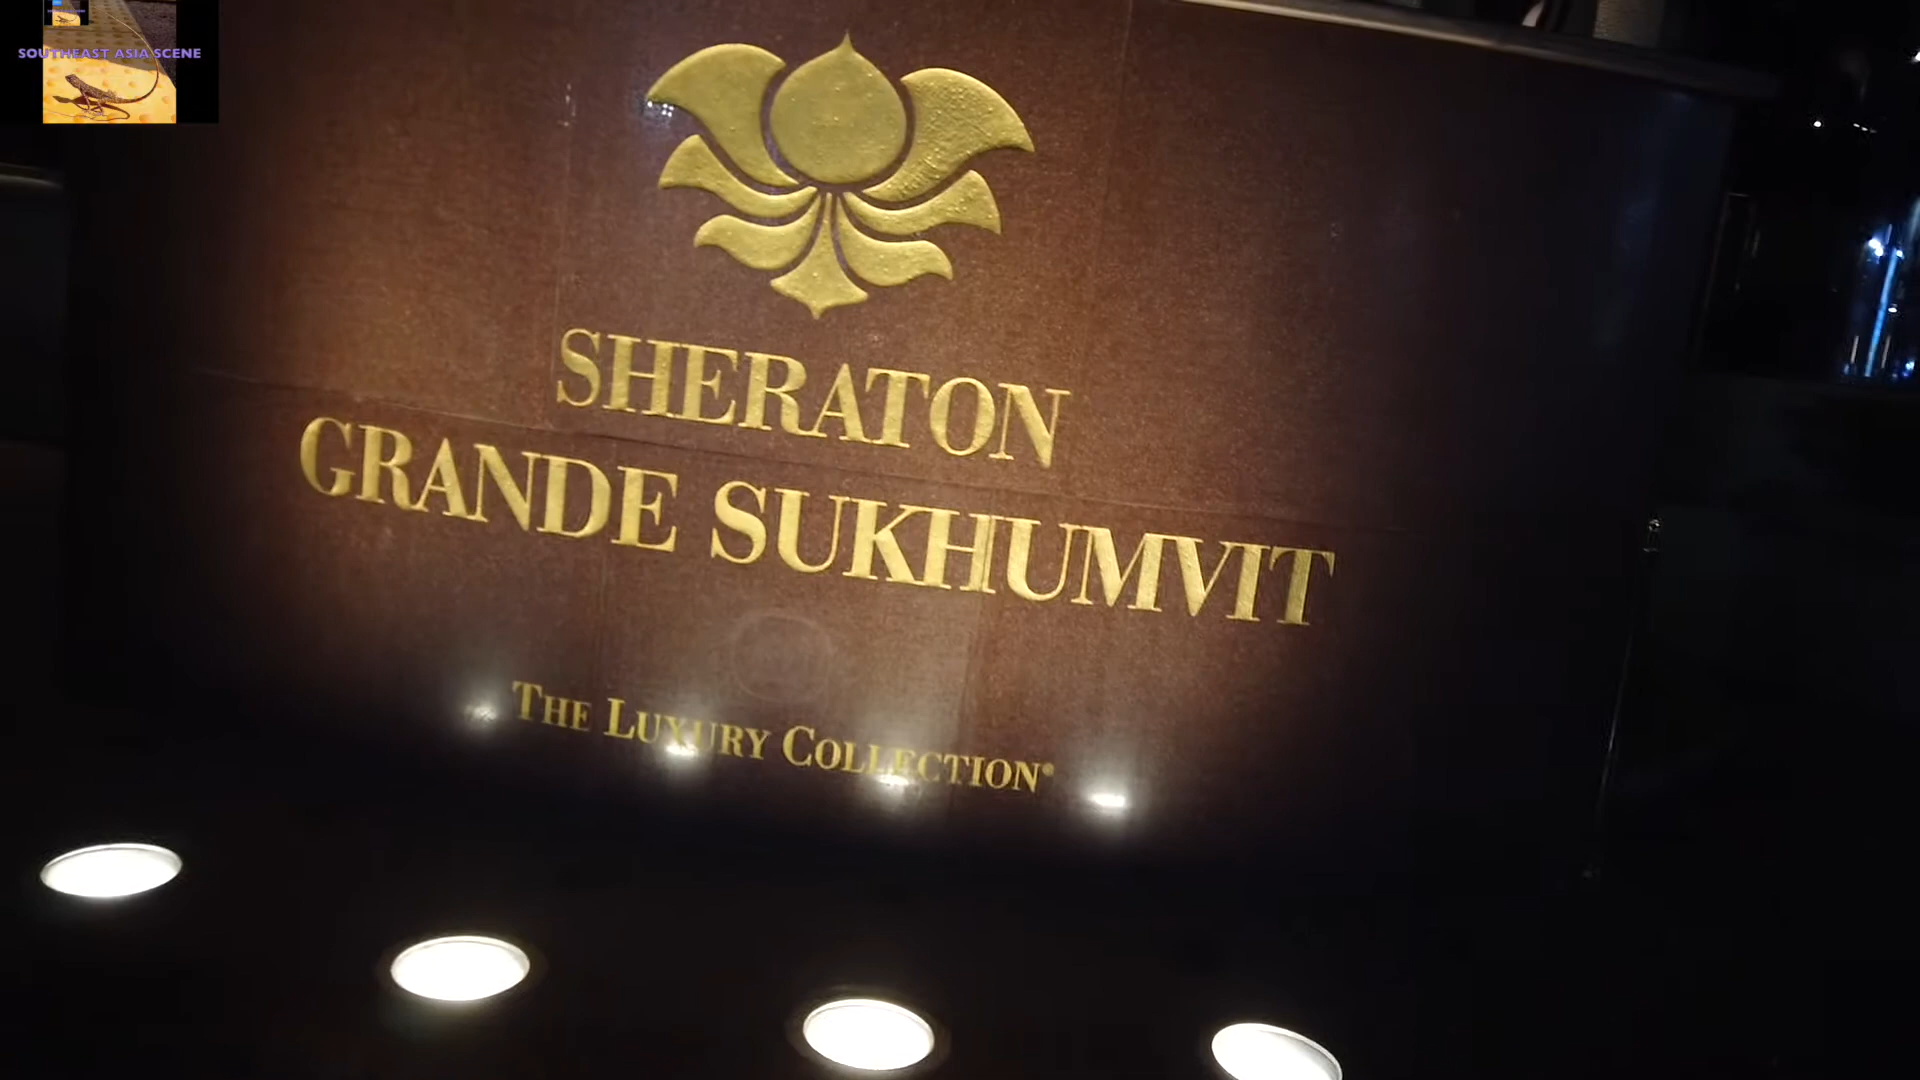 SOUTHEAST ASIA SCENE
SHERATON
GRANDE SUKHUMVIT
THE LUXURY COLLECTION®